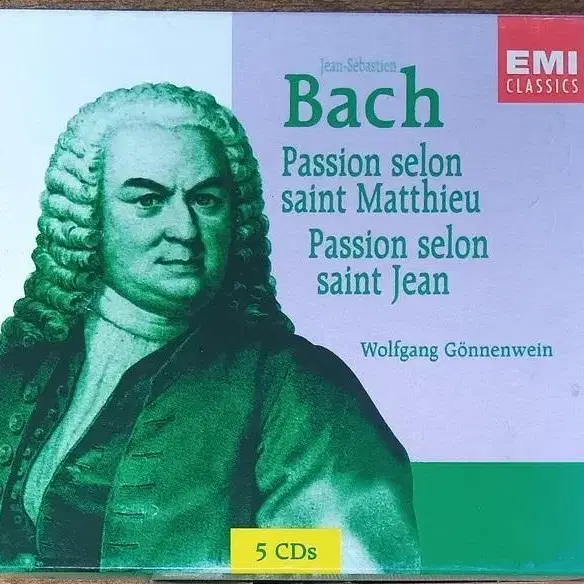 EMI
CLASSICS
Jean-Sébastien
Bach
Passion selon
saint Matthieu
Passion selon
saint Jean
Wolfgang Gönnenwein
5 CDs